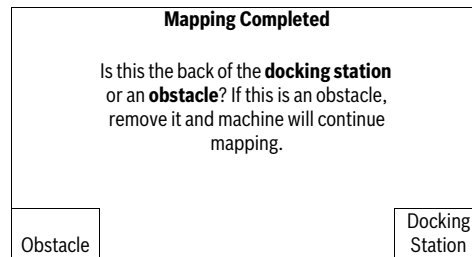 Mapping Completed
Is this the back of the docking station
or an obstacle? If this is an obstacle,
remove it and machine will continue
mapping.
Obstacle
Docking
Station